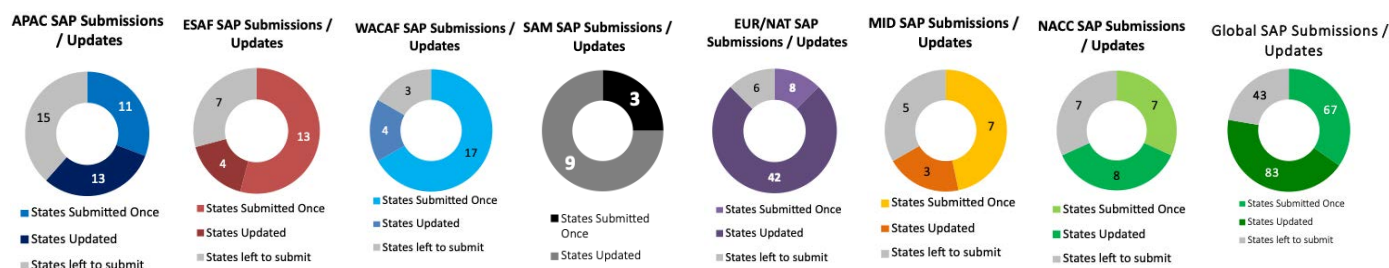 APAC SAP Submissions
/ Updates
15
11
13
States Submitted Once
States Updated
States left to submit
ESAF SAP Submissions /
Updates
7
13
4
States Submitted Once
States Updated
States left to submit
WACAF SAP Submissions /
Updates
3
4
17
States Submitted Once
States Updated
States left to submit
SAM SAP Submissions /
Updates
3
9
States Submitted
Once
States Updated
EUR/NAT SAP
Submissions / Updates
6
8
42
States Submitted Once
States Updated
States left to submit
MID SAP Submissions /
Updates
5
7
3
States Submitted Once
States Updated
States left to submit
NACC SAP Submissions
/ Updates
7
7
8
States Submitted Once
States Updated
States left to submit
Global SAP Submissions /
Updates
43
67
83
States Submitted Once
States Updated
States left to submit